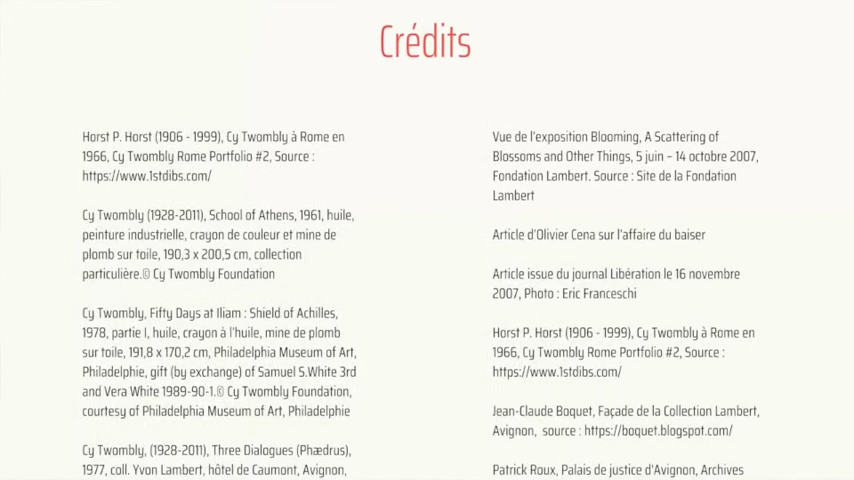 Crédits
Horst P. Horst (1906 - 1999), Cy Twombly à Rome en
1966, Cy Twombly Rome Portfolio #2, Source :
https://www.1stdibs.com/
Cy Twombly (1928-2011), School of Athens, 1961, huile,
peinture industrielle, crayon de couleur et mine de
plomb sur toile, 190,3 x 200,5 cm, collection
particulière.© Cy Twombly Foundation
Cy Twombly, Fifty Days at Iliam : Shield of Achilles,
1978, partie I, huile, crayon à l'huile, mine de plomb
sur toile, 191,8 x 170,2 cm, Philadelphia Museum of Art,
Philadelphie, gift (by exchange) of Samuel S.White 3rd
and Vera White 1989-90-1.© Cy Twombly Foundation,
courtesy of Philadelphia Museum of Art, Philadelphie
Cy Twombly, (1928-2011), Three Dialogues (Phædrus),
1977, coll. Yvon Lambert, hôtel de Caumont, Avignon,
Vue de l'exposition Blooming, A Scattering of
Blossoms and Other Things, 5 juin – 14 octobre 2007,
Fondation Lambert. Source : Site de la Fondation
Lambert
Article d'Olivier Cena sur l'affaire du baiser
Article issue du journal Libération le 16 novembre
2007, Photo : Eric Franceschi
Horst P. Horst (1906 - 1999), Cy Twombly à Rome en
1966, Cy Twombly Rome Portfolio #2, Source :
https://www.1stdibs.com/
Jean-Claude Boquet, Façade de la Collection Lambert,
Avignon,  source : https://boquet.blogspot.com/
Patrick Roux, Palais de justice d'Avignon, Archives